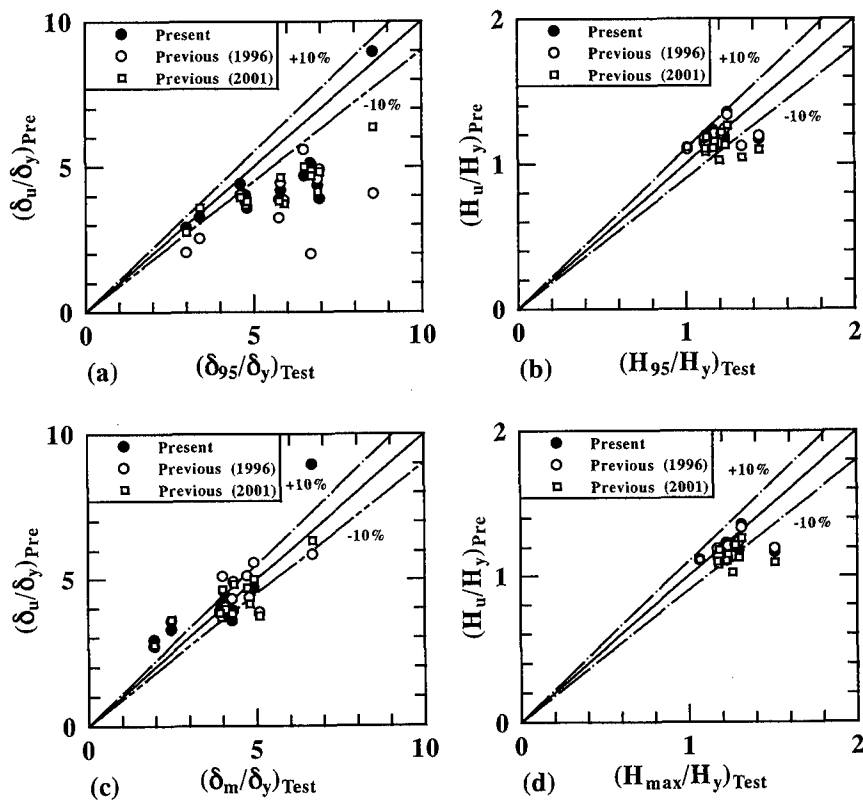 10
Present
Previous (1996)
Previous (2001)
+10%
-10%
5
0
0
5
10
(δu/δy)Pre
(a)
(δ95/δy)Test
2
Present
Previous (1996)
Previous (2001)
+10%
-10%
1
0
0
1
2
(Hu/Hy)Pre
(b)
(H95/Hy)Test
10
Present
Previous (1996)
Previous (2001)
+10%
-10%
5
0
0
5
10
(δu/δy)Pre
(c)
(δm/δy)Test
2
Present
Previous (1996)
Previous (2001)
+10%
-10%
1
0
0
1
2
(Hu/Hy)Pre
(d)
(Hmax/Hy)Test